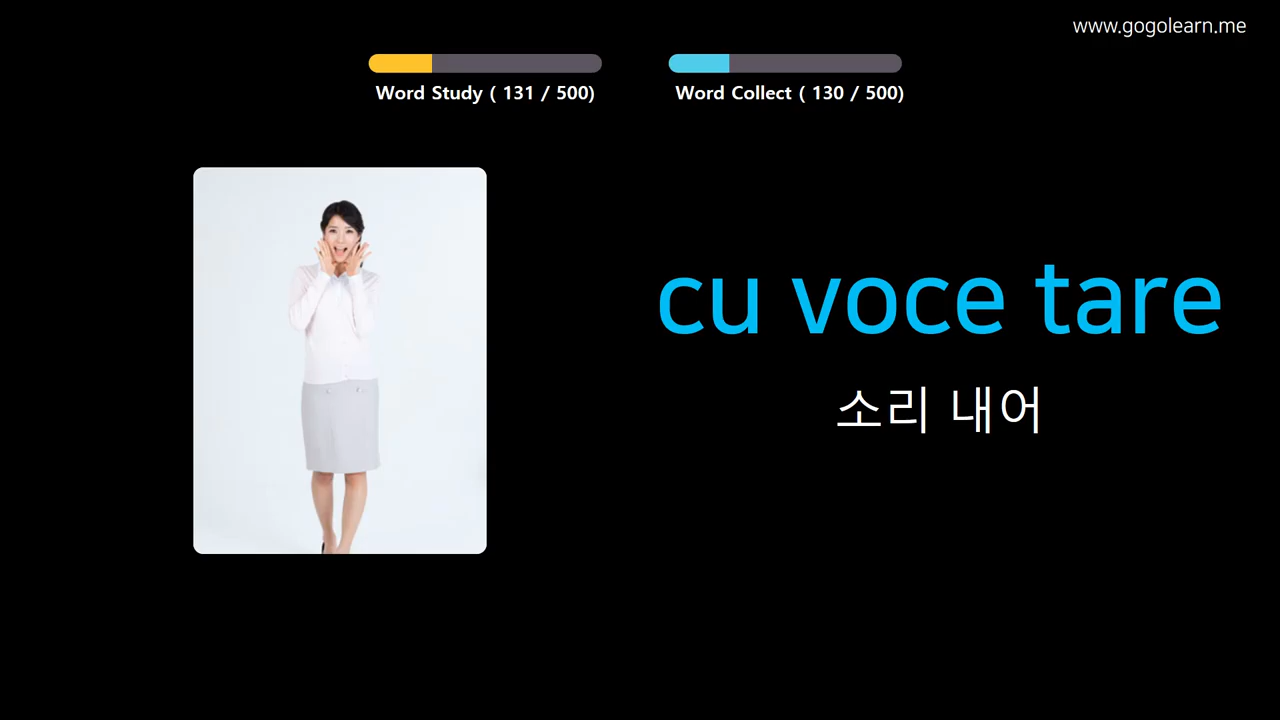 www.gogolearn.me
Word Study ( 131 / 500)
Word Collect ( 130 / 500)
cu voce tare
소리 내어